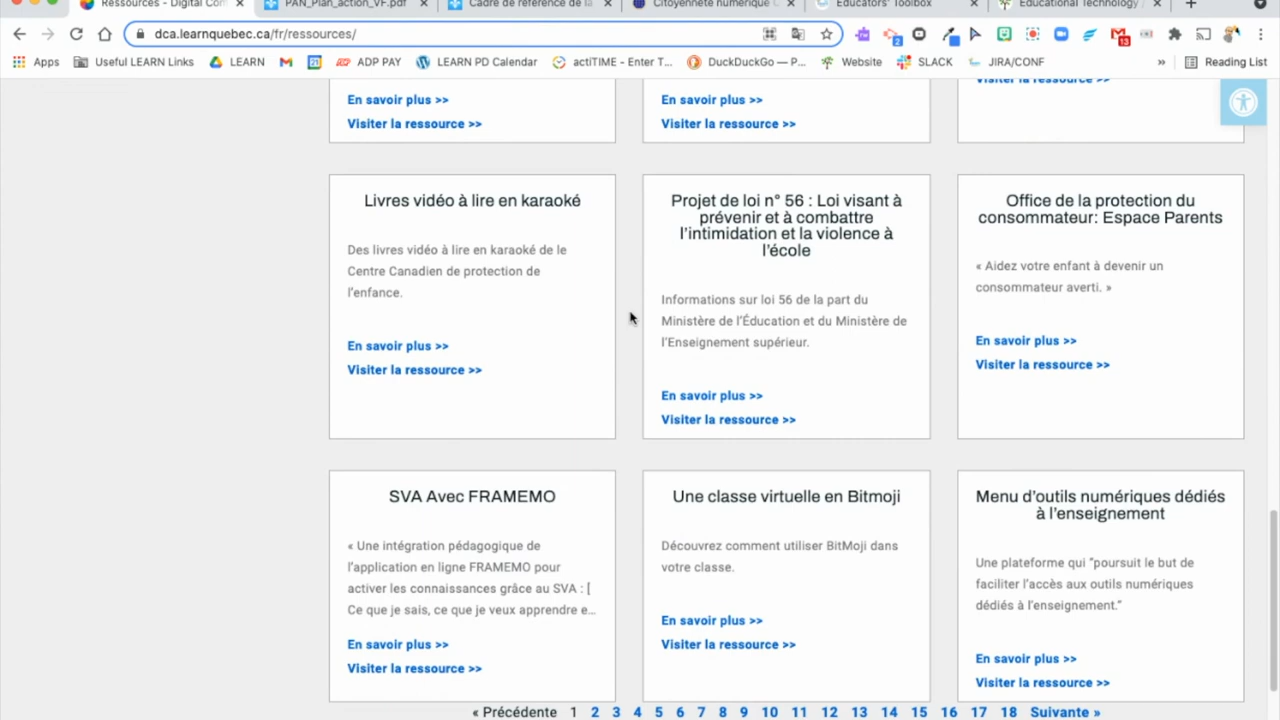 Ressources - Digital Com
PAN_Plan_action_VF.pdf
Cadre de référence de la
Citoyenneté numérique
Educators' Toolbox
Educational Technology
dca.learnquebec.ca/fr/ressources/
2
13
Apps
Useful LEARN Links
LEARN
ADP PAY
LEARN PD Calendar
actiTIME - Enter T...
DuckDuckGo — P...
Website
SLACK
JIRA/CONF
»
Reading List
En savoir plus >>
Visiter la ressource >>
En savoir plus >>
Visiter la ressource >>
Visiter la ressource >>
Livres vidéo à lire en karaoké
Des livres vidéo à lire en karaoké de le
Centre Canadien de protection de
l'enfance.
En savoir plus >>
Visiter la ressource >>
Projet de loi n° 56 : Loi visant à
prévenir et à combattre
l'intimidation et la violence à
l'école
Informations sur loi 56 de la part du
Ministère de l'Éducation et du Ministère de
l'Enseignement supérieur.
En savoir plus >>
Visiter la ressource >>
Office de la protection du
consommateur: Espace Parents
« Aidez votre enfant à devenir un
consommateur averti. »
En savoir plus >>
Visiter la ressource >>
SVA Avec FRAMEMO
« Une intégration pédagogique de
l'application en ligne FRAMEMO pour
activer les connaissances grâce au SVA : [
Ce que je sais, ce que je veux apprendre e...
En savoir plus >>
Visiter la ressource >>
Une classe virtuelle en Bitmoji
Découvrez comment utiliser BitMoji dans
votre classe.
En savoir plus >>
Visiter la ressource >>
Menu d'outils numériques dédiés
à l'enseignement
Une plateforme qui "poursuit le but de
faciliter l'accès aux outils numériques
dédiés à l'enseignement."
En savoir plus >>
Visiter la ressource >>
« Précédente 1 2 3 4 5 6 7 8 9 10 11 12 13 14 15 16 17 18 Suivante »